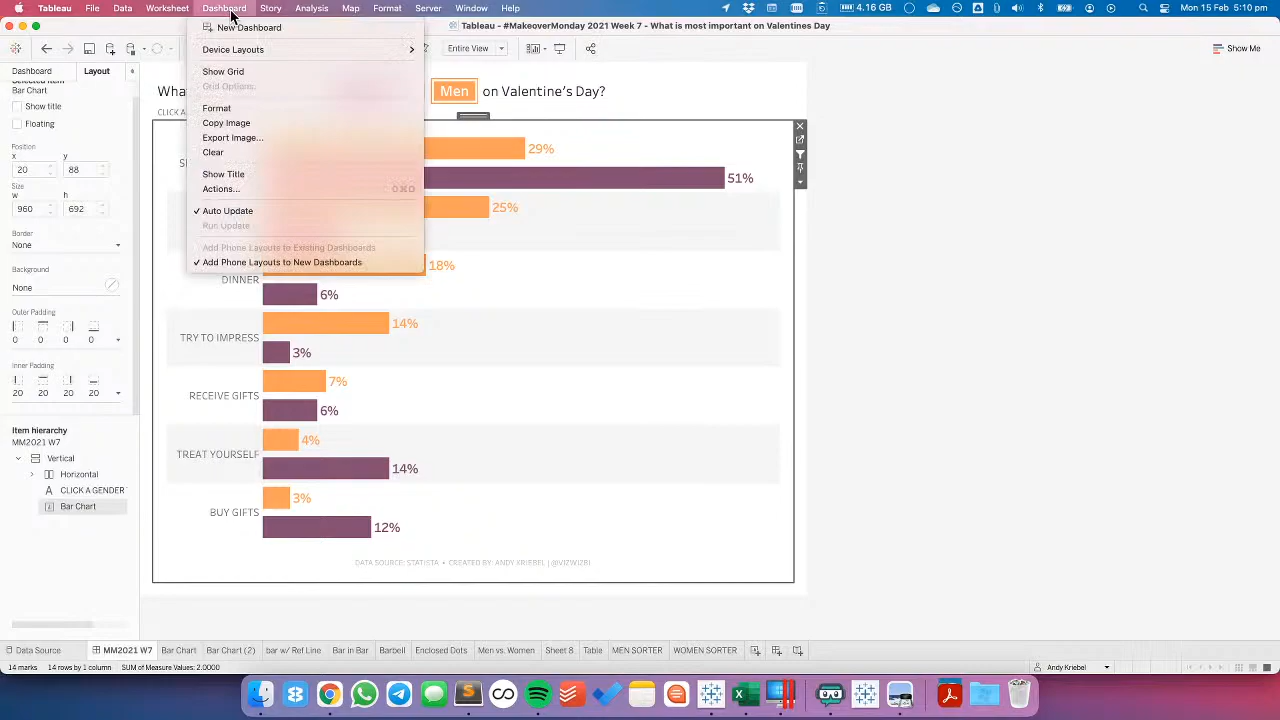 Tableau File Data Worksheet Dashboard Story Analysis Map Format Server Window Help 4.16 GB Mon 15 Feb 5:10 pm
Tableau - #MakeoverMonday 2021 Week 7 - What is most important on Valentines Day
New Dashboard
Entire View
Show Me
Device Layouts
Dashboard Layout
Show Grid
Grid Options...
Format
Copy Image
Export Image...
Clear
Show Title
Actions...
Auto Update
Run Update
Add Phone Layouts to Existing Dashboards
Add Phone Layouts to New Dashboards
Selected item
Bar Chart
Show title
Floating
Position
x y
20 88
Size
w h
960 692
Border
None
Background
None
Outer Padding
0 0 0 0
Inner Padding
20 20 20 20
Item hierarchy
MM2021 W7
Vertical
Horizontal
CLICK A GENDER
Bar Chart
Men on Valentine's Day?
CLICK A
29%
51%
25%
18%
DINNER
6%
TRY TO IMPRESS
14%
3%
RECEIVE GIFTS
7%
6%
TREAT YOURSELF
4%
14%
BUY GIFTS
3%
12%
DATA SOURCE: STATISTA • CREATED BY: ANDY KRIEBEL | @VIZWIZBI
Data Source MM2021 W7 Bar Chart Bar Chart (2) bar w/ Ref Line Bar in Bar Barbell Enclosed Dots Men vs. Women Sheet 8 Table MEN SORTER WOMEN SORTER
14 marks 14 rows by 1 column SUM of Measure Values: 2.0000 Andy Kriebel